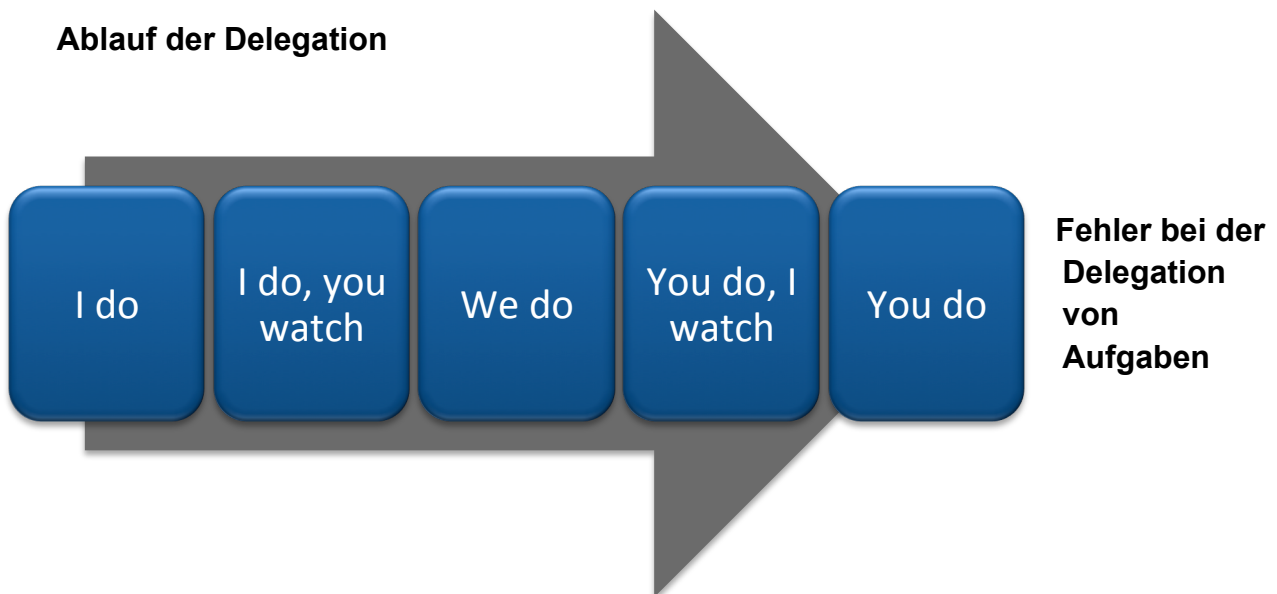 Ablauf der Delegation
I do
I do, you
watch
We do
You do, I
watch
You do
Fehler bei der
Delegation
von
Aufgaben